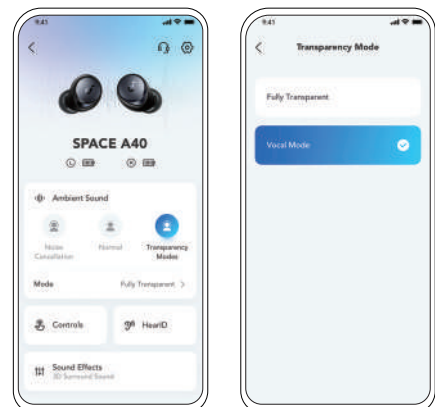 9:41
SPACE A40
Ambient Sound
Noise
Cancellation
Normal
Transparency
Modes
Mode
Fully Transparent >
Controls
HearID
Sound Effects
3D Surround Sound
9:41
Transparency Mode
Fully Transparent
Vocal Mode